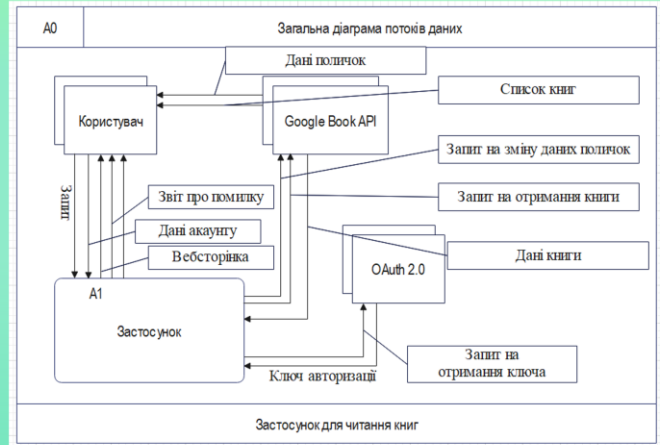 A0
Загальна діаграма потоків даних
Дані поличок
Список книг
Користувач
Google Book API
Запит на зміну даних поличок
Запит
Звіт про помилку
Запит на отримання книги
Дані акаунту
Вебсторінка
Дані книги
OAuth 2.0
A1
Застосунок
Запит на
отримання ключа
Ключ авторизації
Застосунок для читання книг